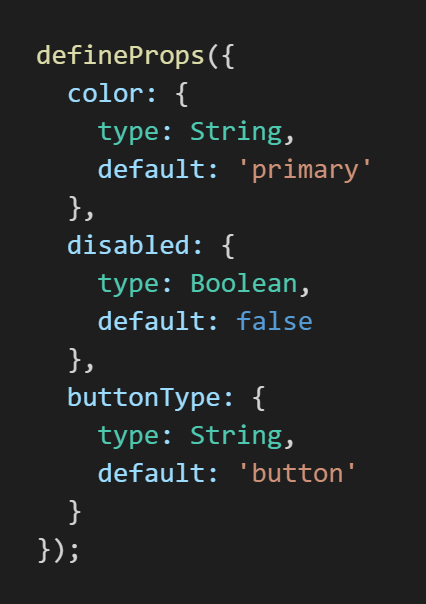 defineProps({
  color: {
    type: String,
    default: 'primary'
  },
  disabled: {
    type: Boolean,
    default: false
  },
  buttonType: {
    type: String,
    default: 'button'
  }
});